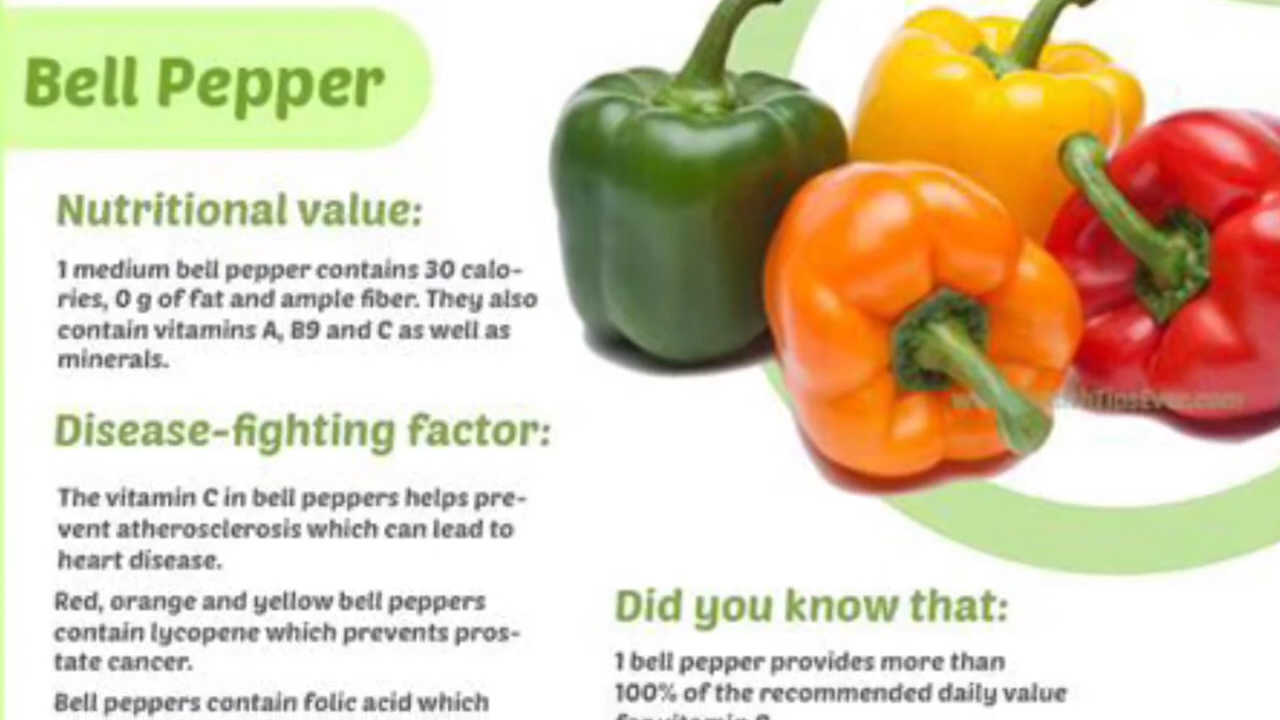 Bell Pepper
Nutritional value:
1 medium bell pepper contains 30 calo-
ries, 0 g of fat and ample fiber. They also
contain vitamins A, B9 and C as well as
minerals.
Disease-fighting factor:
The vitamin C in bell peppers helps pre-
vent atherosclerosis which can lead to
heart disease.
Red, orange and yellow bell peppers
contain lycopene which prevents pros-
tate cancer.
Bell peppers contain folic acid which
Did you know that:
1 bell pepper provides more than
100% of the recommended daily value
for vitamin